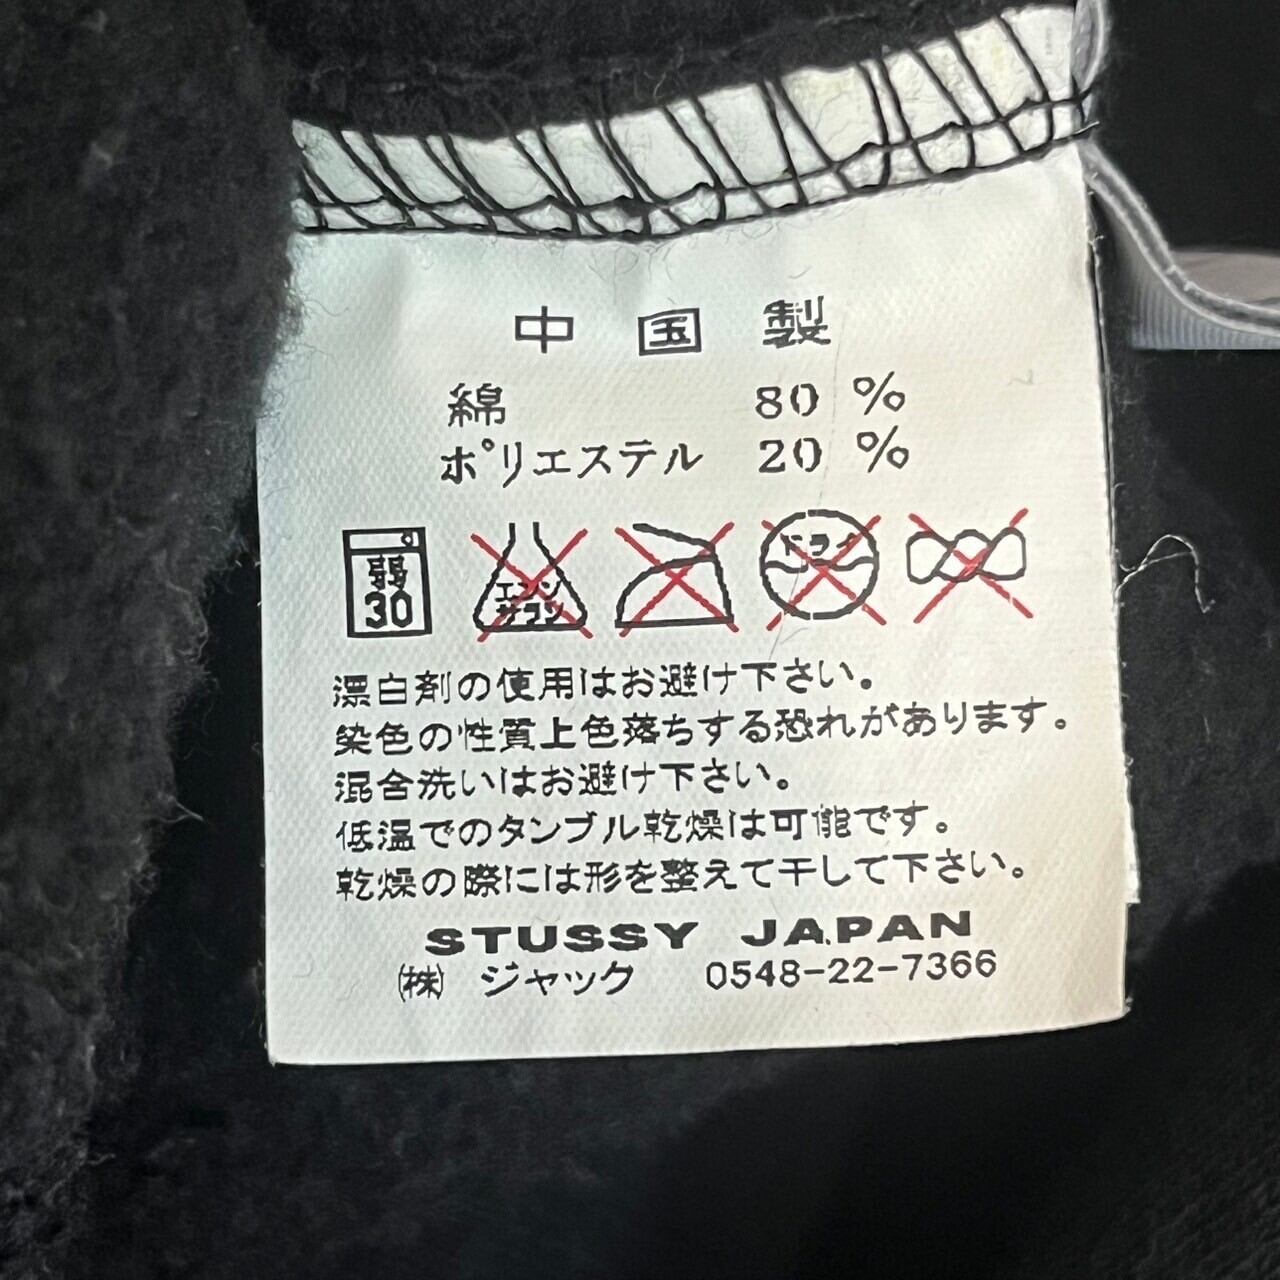 中国製
綿 80 %
ポリエステル 20 %
弱 30
エンソ サラシ
ドライ
漂白剤の使用はお避け下さい。
染色の性質上色落ちする恐れがあります。
混合洗いはお避け下さい。
低温でのタンブル乾燥は可能です。
乾燥の際には形を整えて干して下さい。
STUSSY JAPAN
㈱ ジャック 0548-22-7366